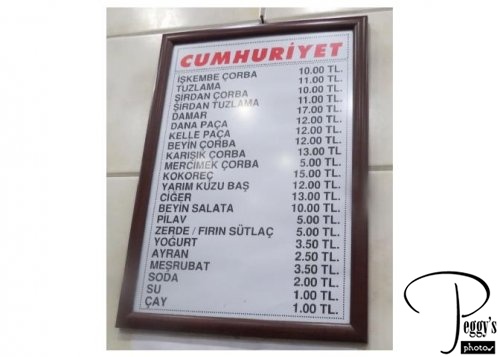 CUMHURİYET
İŞKEMBE ÇORBA 10.00 TL.
TUZLAMA 11.00 TL.
ŞIRDAN ÇORBA 10.00 TL.
ŞIRDAN TUZLAMA 11.00 TL.
DAMAR 17.00 TL.
DANA PAÇA 12.00 TL.
KELLE PAÇA 12.00 TL.
BEYİN ÇORBA 12.00 TL.
KARIŞIK ÇORBA 13.00 TL.
MERCİMEK ÇORBA 5.00 TL.
KOKOREÇ 15.00 TL.
YARIM KUZU BAŞ 12.00 TL.
CİĞER 13.00 TL.
BEYİN SALATA 10.00 TL.
PİLAV 5.00 TL.
ZERDE / FIRIN SÜTLAÇ 5.00 TL.
YOĞURT 3.50 TL.
AYRAN 2.50 TL.
MEŞRUBAT 3.50 TL.
SODA 2.00 TL.
SU 1.00 TL.
ÇAY 1.00 TL.
Peggy's
photos